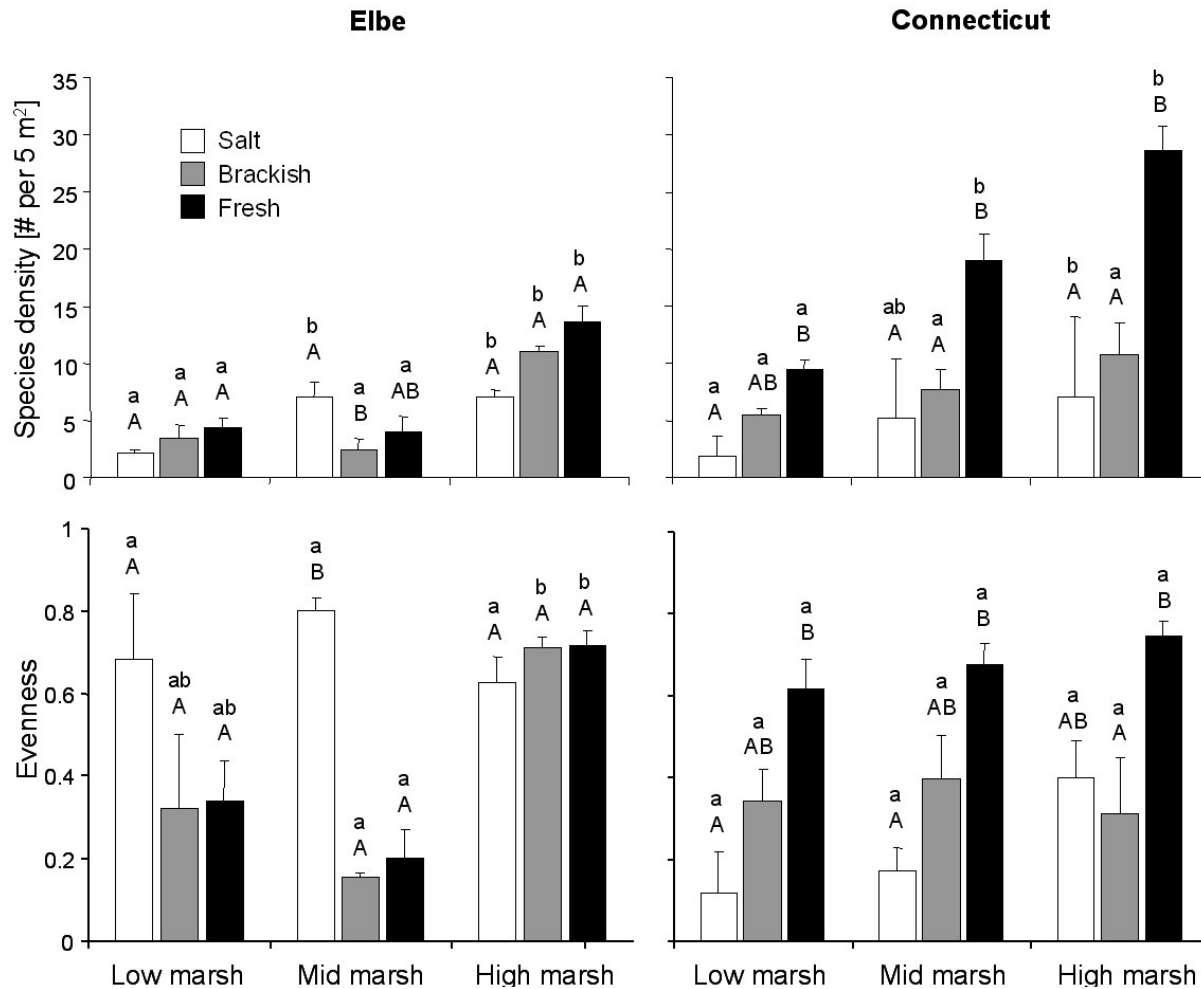 Elbe
Connecticut
Species density [# per 5 m²]
35
30
25
20
15
10
5
0
Salt
Brackish
Fresh
a
A
a
A
a
A
b
A
a
B
a
AB
b
A
b
A
b
A
a
A
a
AB
a
B
ab
A
a
A
b
B
b
A
a
A
b
B
Evenness
1
0.8
0.6
0.4
0.2
0
a
A
ab
A
ab
A
a
B
a
A
a
A
a
A
b
A
b
A
a
A
a
AB
a
B
a
A
a
AB
a
B
a
AB
a
A
a
B
Low marsh Mid marsh High marsh
Low marsh Mid marsh High marsh